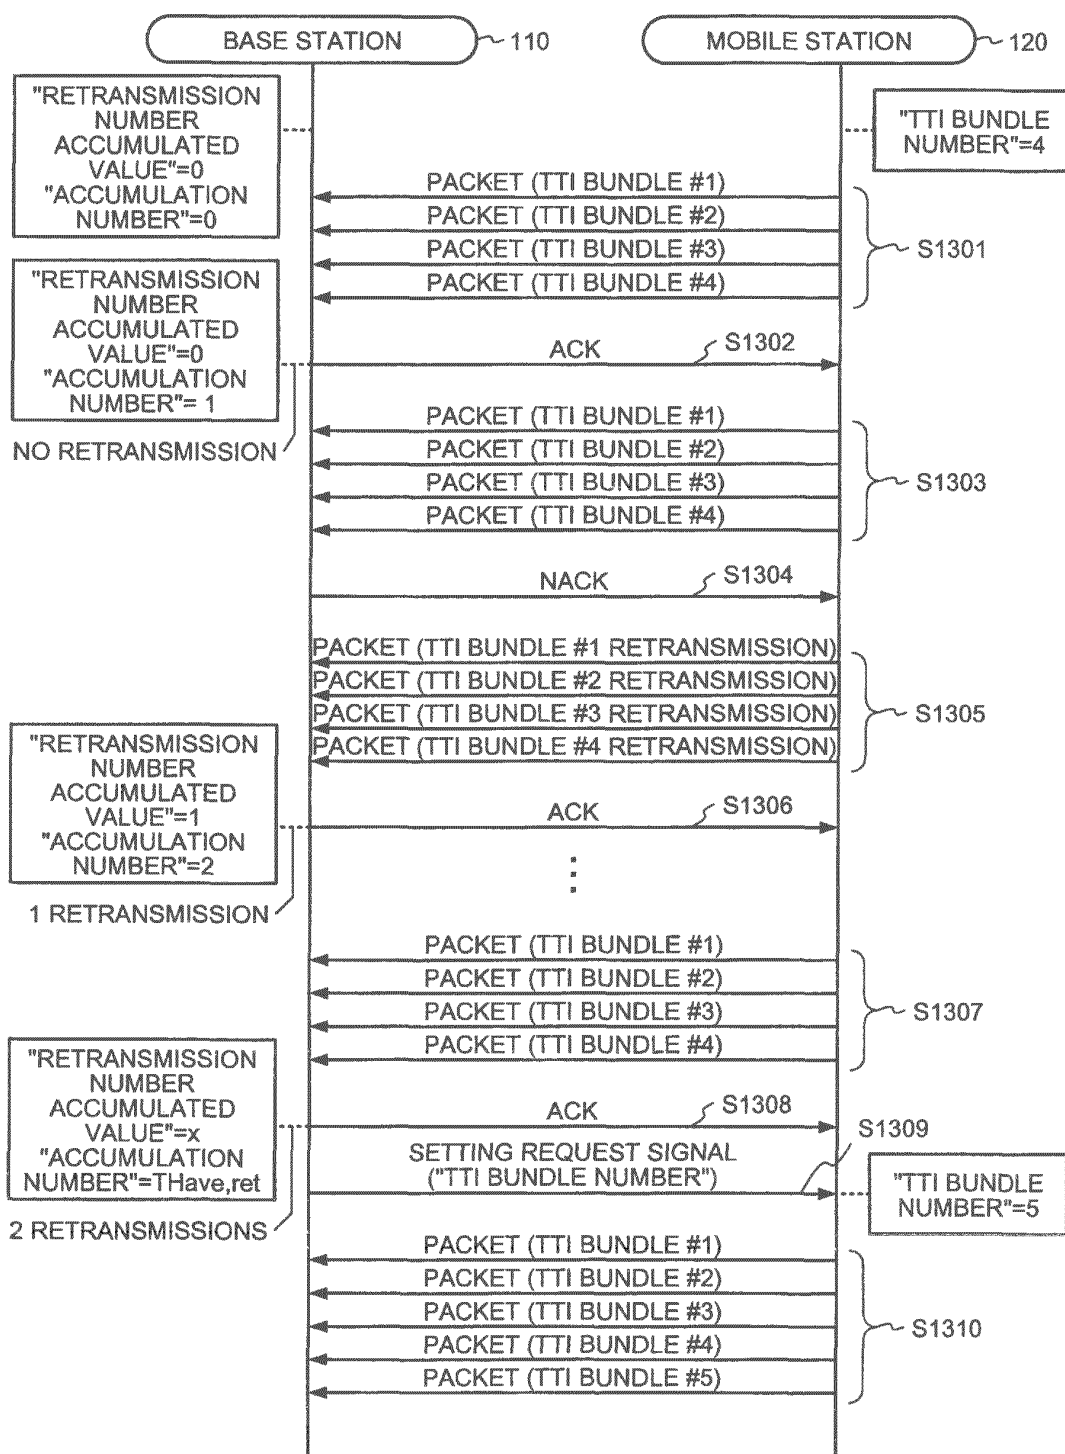 BASE STATION
110
MOBILE STATION
120
"RETRANSMISSION
NUMBER
ACCUMULATED
VALUE"=0
"ACCUMULATION
NUMBER"=0
"TTI BUNDLE
NUMBER"=4
PACKET (TTI BUNDLE #1)
PACKET (TTI BUNDLE #2)
PACKET (TTI BUNDLE #3)
PACKET (TTI BUNDLE #4)
S1301
"RETRANSMISSION
NUMBER
ACCUMULATED
VALUE"=0
"ACCUMULATION
NUMBER"= 1
ACK
S1302
NO RETRANSMISSION
PACKET (TTI BUNDLE #1)
PACKET (TTI BUNDLE #2)
PACKET (TTI BUNDLE #3)
PACKET (TTI BUNDLE #4)
S1303
NACK
S1304
PACKET (TTI BUNDLE #1 RETRANSMISSION)
PACKET (TTI BUNDLE #2 RETRANSMISSION)
PACKET (TTI BUNDLE #3 RETRANSMISSION)
PACKET (TTI BUNDLE #4 RETRANSMISSION)
S1305
"RETRANSMISSION
NUMBER
ACCUMULATED
VALUE"=1
"ACCUMULATION
NUMBER"=2
ACK
S1306
1 RETRANSMISSION
PACKET (TTI BUNDLE #1)
PACKET (TTI BUNDLE #2)
PACKET (TTI BUNDLE #3)
PACKET (TTI BUNDLE #4)
S1307
"RETRANSMISSION
NUMBER
ACCUMULATED
VALUE"=x
"ACCUMULATION
NUMBER"=THave,ret
ACK
S1308
S1309
SETTING REQUEST SIGNAL
("TTI BUNDLE NUMBER")
"TTI BUNDLE
NUMBER"=5
2 RETRANSMISSIONS
PACKET (TTI BUNDLE #1)
PACKET (TTI BUNDLE #2)
PACKET (TTI BUNDLE #3)
PACKET (TTI BUNDLE #4)
PACKET (TTI BUNDLE #5)
S1310